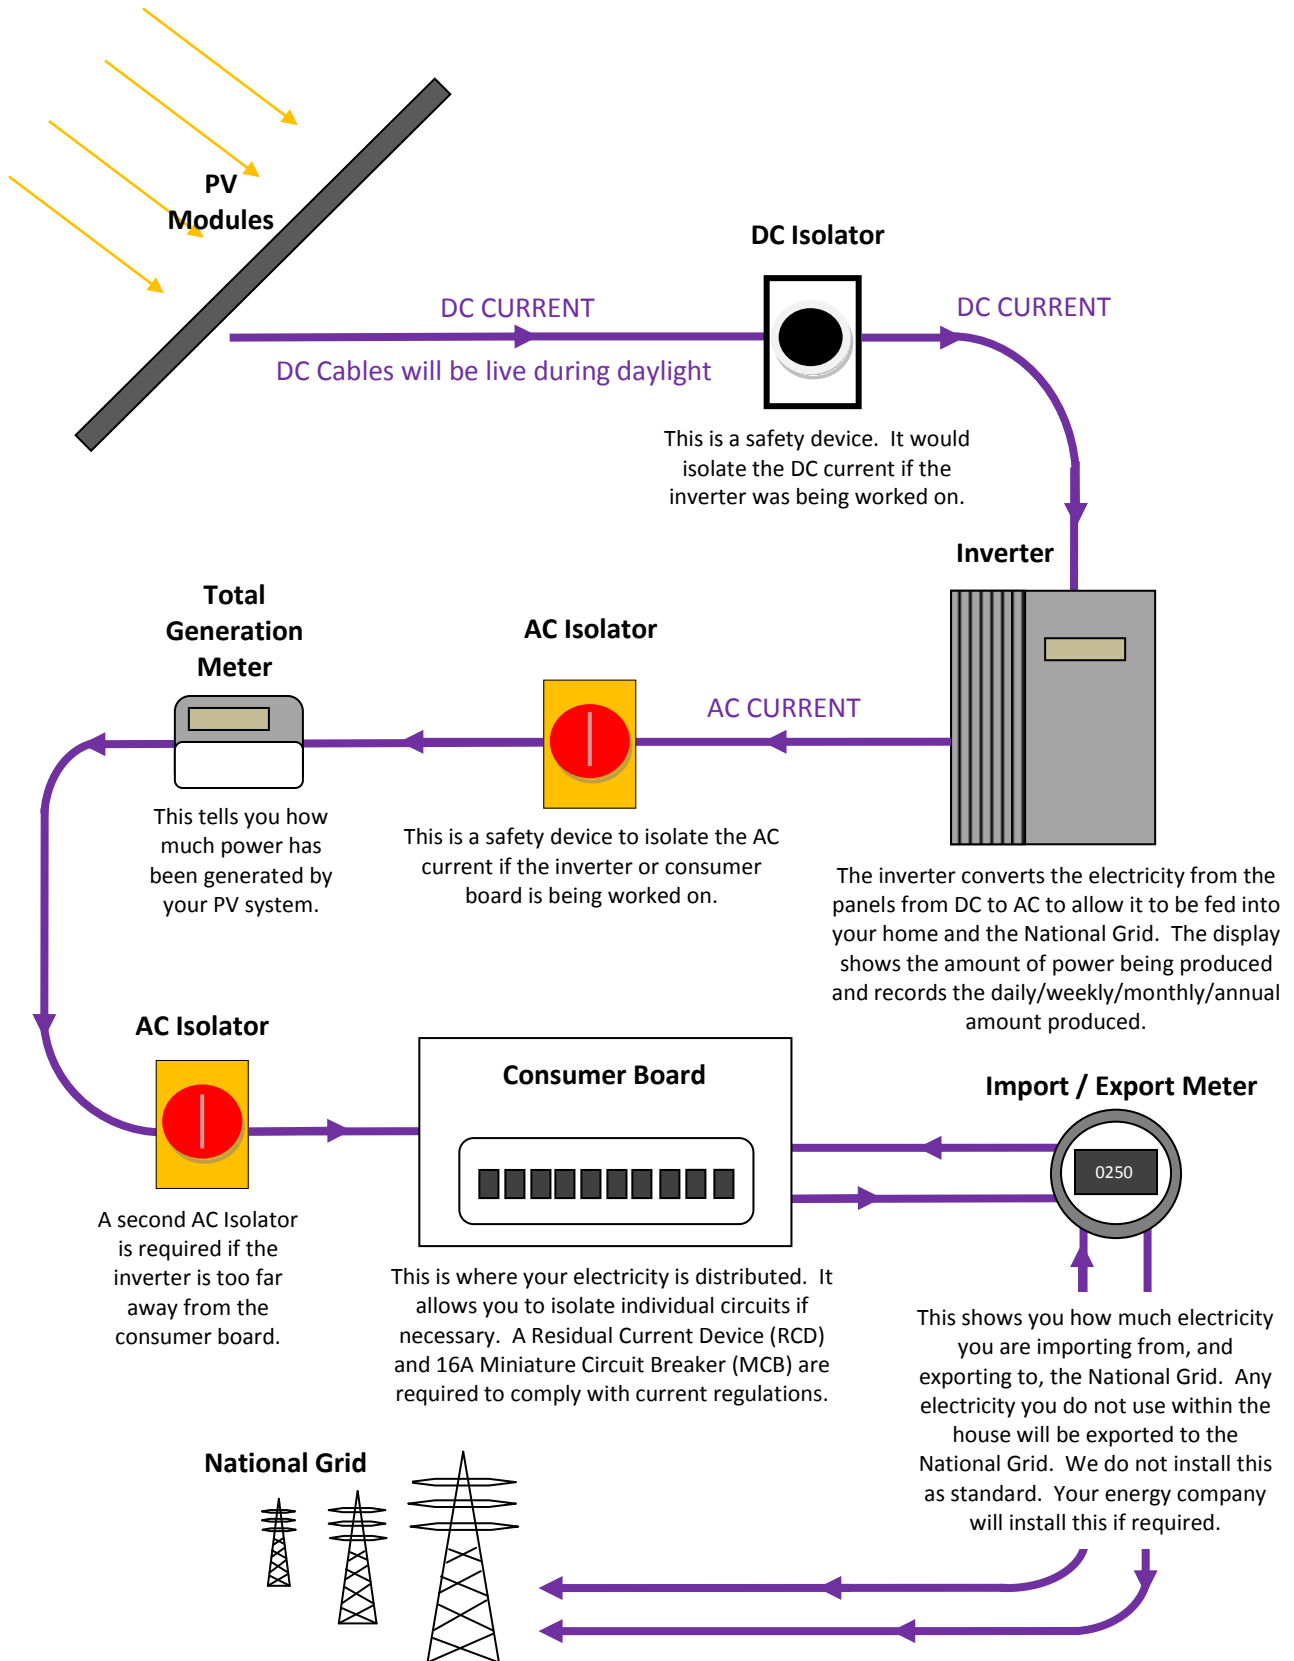 PV
Modules
DC Isolator
DC CURRENT
DC CURRENT
DC Cables will be live during daylight
This is a safety device. It would
isolate the DC current if the
inverter was being worked on.
Inverter
Total
Generation
Meter
AC Isolator
AC CURRENT
This tells you how
much power has
been generated by
your PV system.
This is a safety device to isolate the AC
current if the inverter or consumer
board is being worked on.
The inverter converts the electricity from the
panels from DC to AC to allow it to be fed into
your home and the National Grid. The display
shows the amount of power being produced
and records the daily/weekly/monthly/annual
amount produced.
AC Isolator
Consumer Board
Import / Export Meter
0250
A second AC Isolator
is required if the
inverter is too far
away from the
consumer board.
This is where your electricity is distributed. It
allows you to isolate individual circuits if
necessary. A Residual Current Device (RCD)
and 16A Miniature Circuit Breaker (MCB) are
required to comply with current regulations.
This shows you how much electricity
you are importing from, and
exporting to, the National Grid. Any
electricity you do not use within the
house will be exported to the
National Grid. We do not install this
as standard. Your energy company
will install this if required.
National Grid